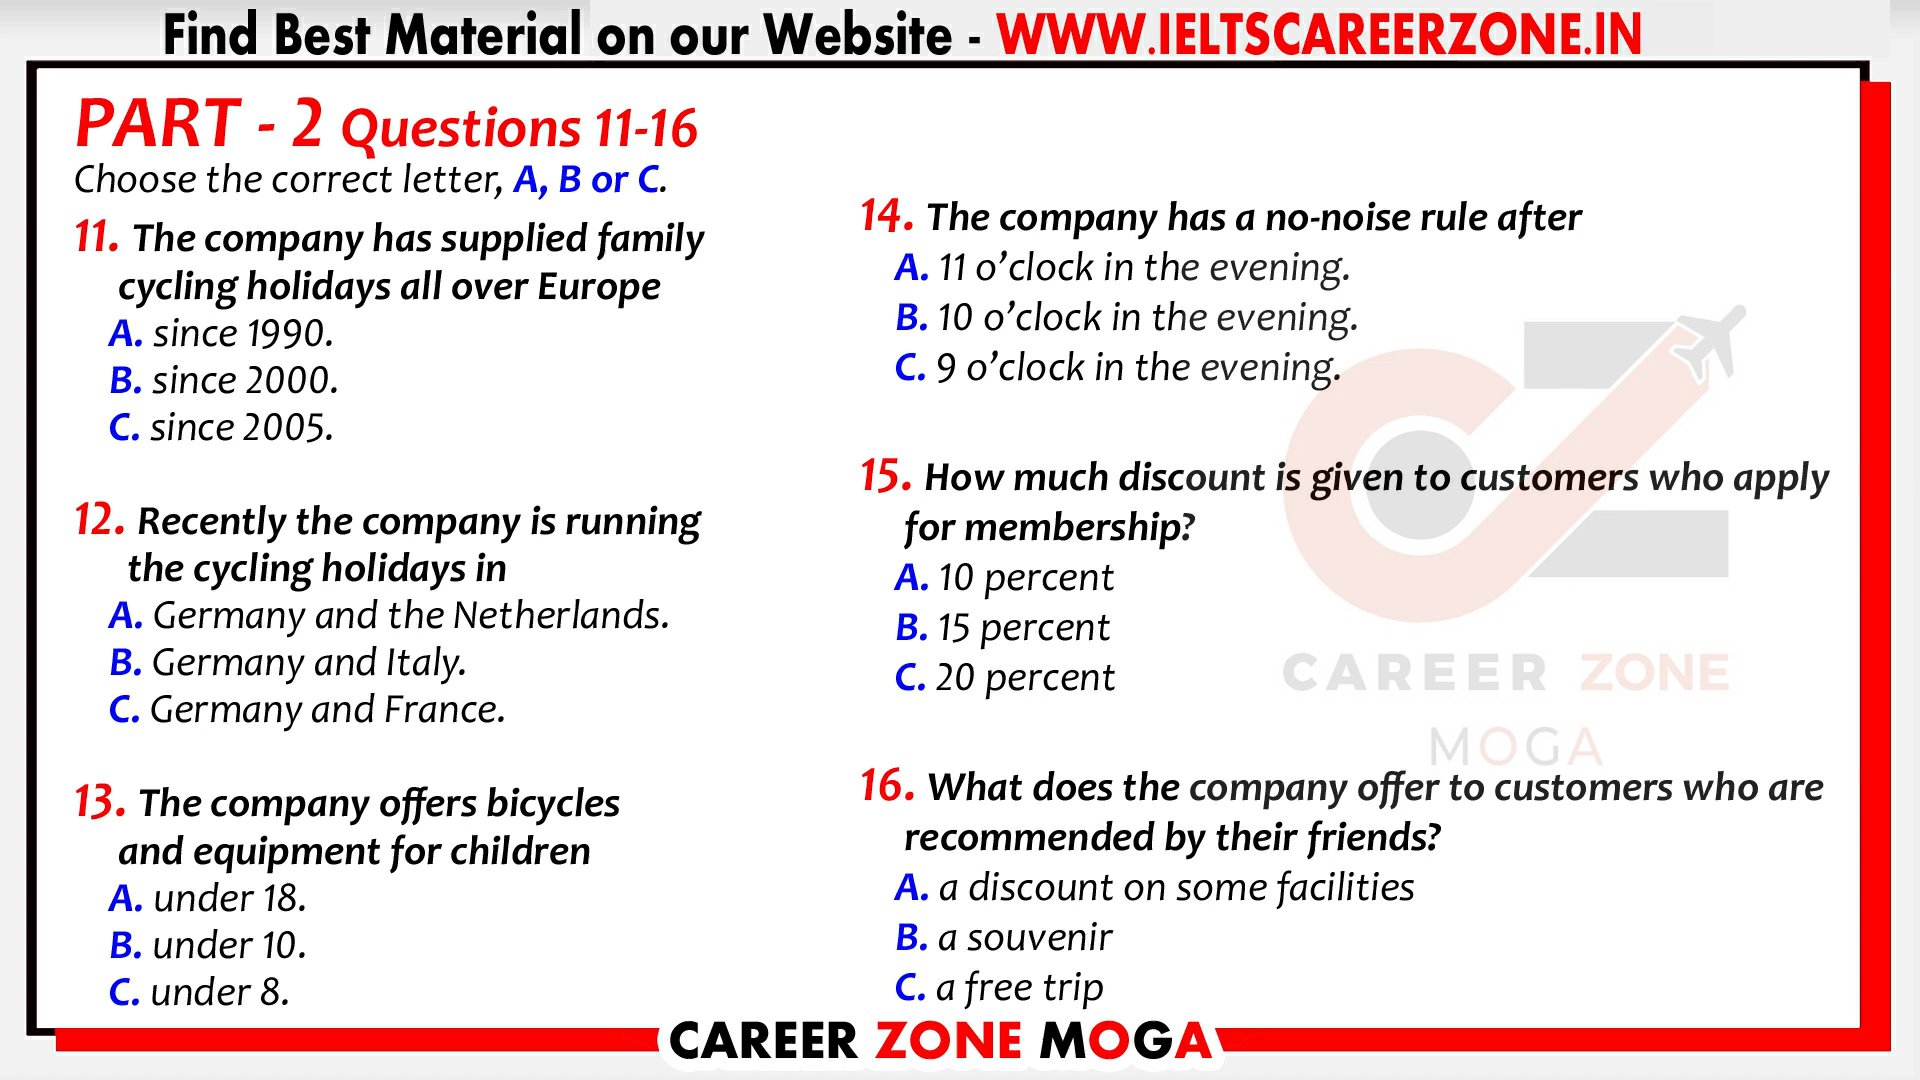 Find Best Material on our Website - WWW.IELTSCAREERZONE.IN
PART - 2 Questions 11-16
Choose the correct letter, A, B or C.
11. The company has supplied family
cycling holidays all over Europe
A. since 1990.
B. since 2000.
C. since 2005.
12. Recently the company is running
the cycling holidays in
A. Germany and the Netherlands.
B. Germany and Italy.
C. Germany and France.
13. The company offers bicycles
and equipment for children
A. under 18.
B. under 10.
C. under 8.
14. The company has a no-noise rule after
A. 11 o’clock in the evening.
B. 10 o’clock in the evening.
C. 9 o’clock in the evening.
15. How much discount is given to customers who apply
for membership?
A. 10 percent
B. 15 percent
C. 20 percent
16. What does the company offer to customers who are
recommended by their friends?
A. a discount on some facilities
B. a souvenir
C. a free trip
CZ
CAREER ZONE
MOGA
CAREER ZONE MOGA